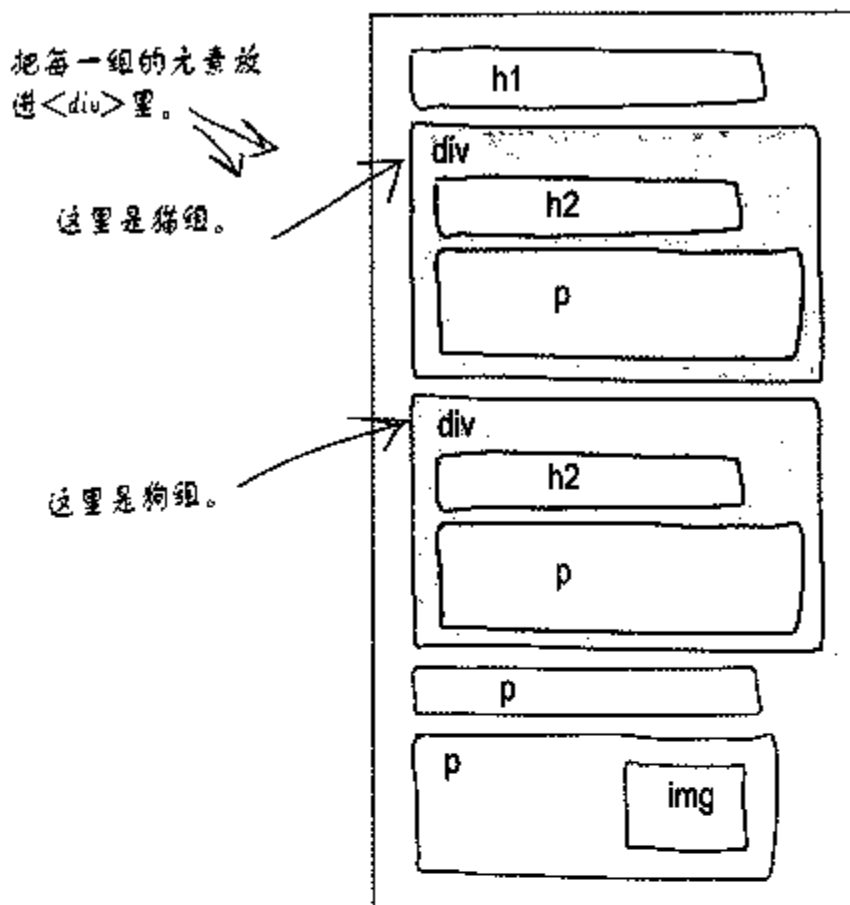 把每一组的元素放
进<div>里。
h1
div
这里是猫组。
h2
p
div
这里是狗组。
h2
p
p
p
img